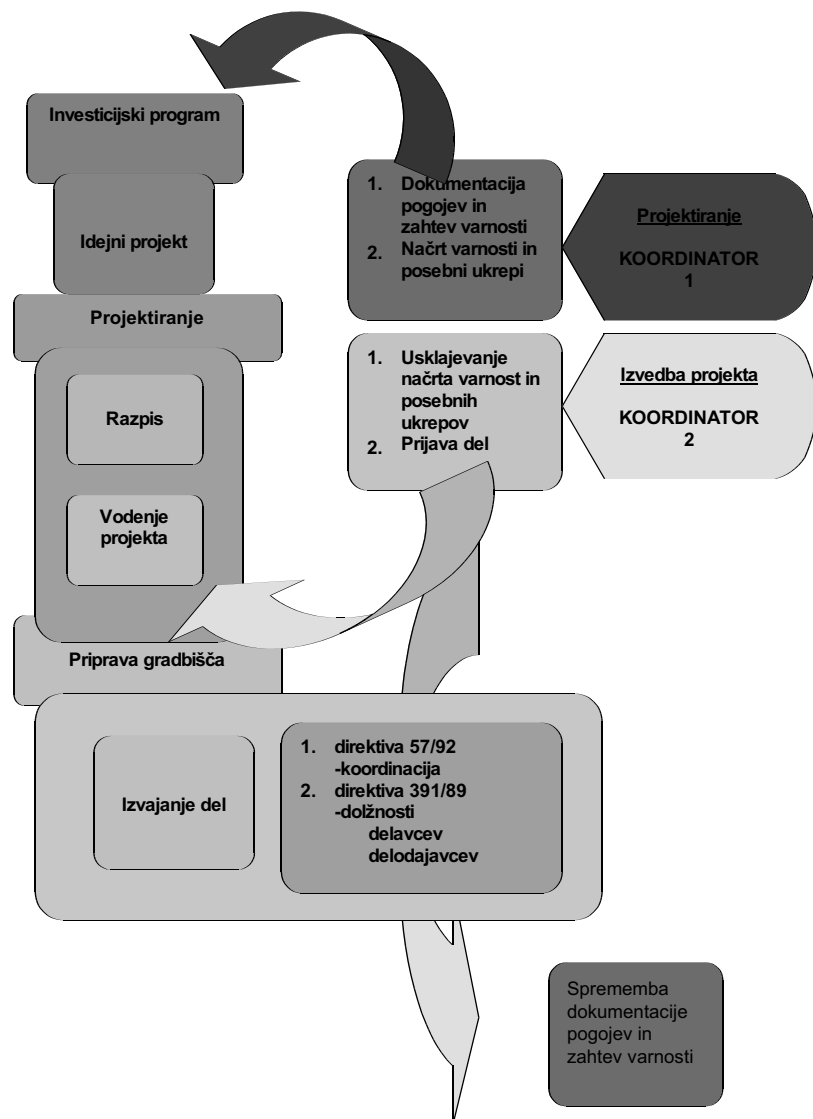 Investicijski program
Idejni projekt
Projektiranje
Razpis
Vodenje
projekta
Priprava gradbišča
1. Dokumentacija
pogojev in
zahtev varnosti
2. Načrt varnosti in
posebni ukrepi
Projektiranje
KOORDINATOR
1
1. Usklajevanje
načrta varnost in
posebnih
ukrepov
2. Prijava del
Izvedba projekta
KOORDINATOR
2
Izvajanje del
1. direktiva 57/92
-koordinacija
2. direktiva 391/89
-dolžnosti
delavcev
delodajavcev
Sprememba
dokumentacije
pogojev in
zahtev varnosti